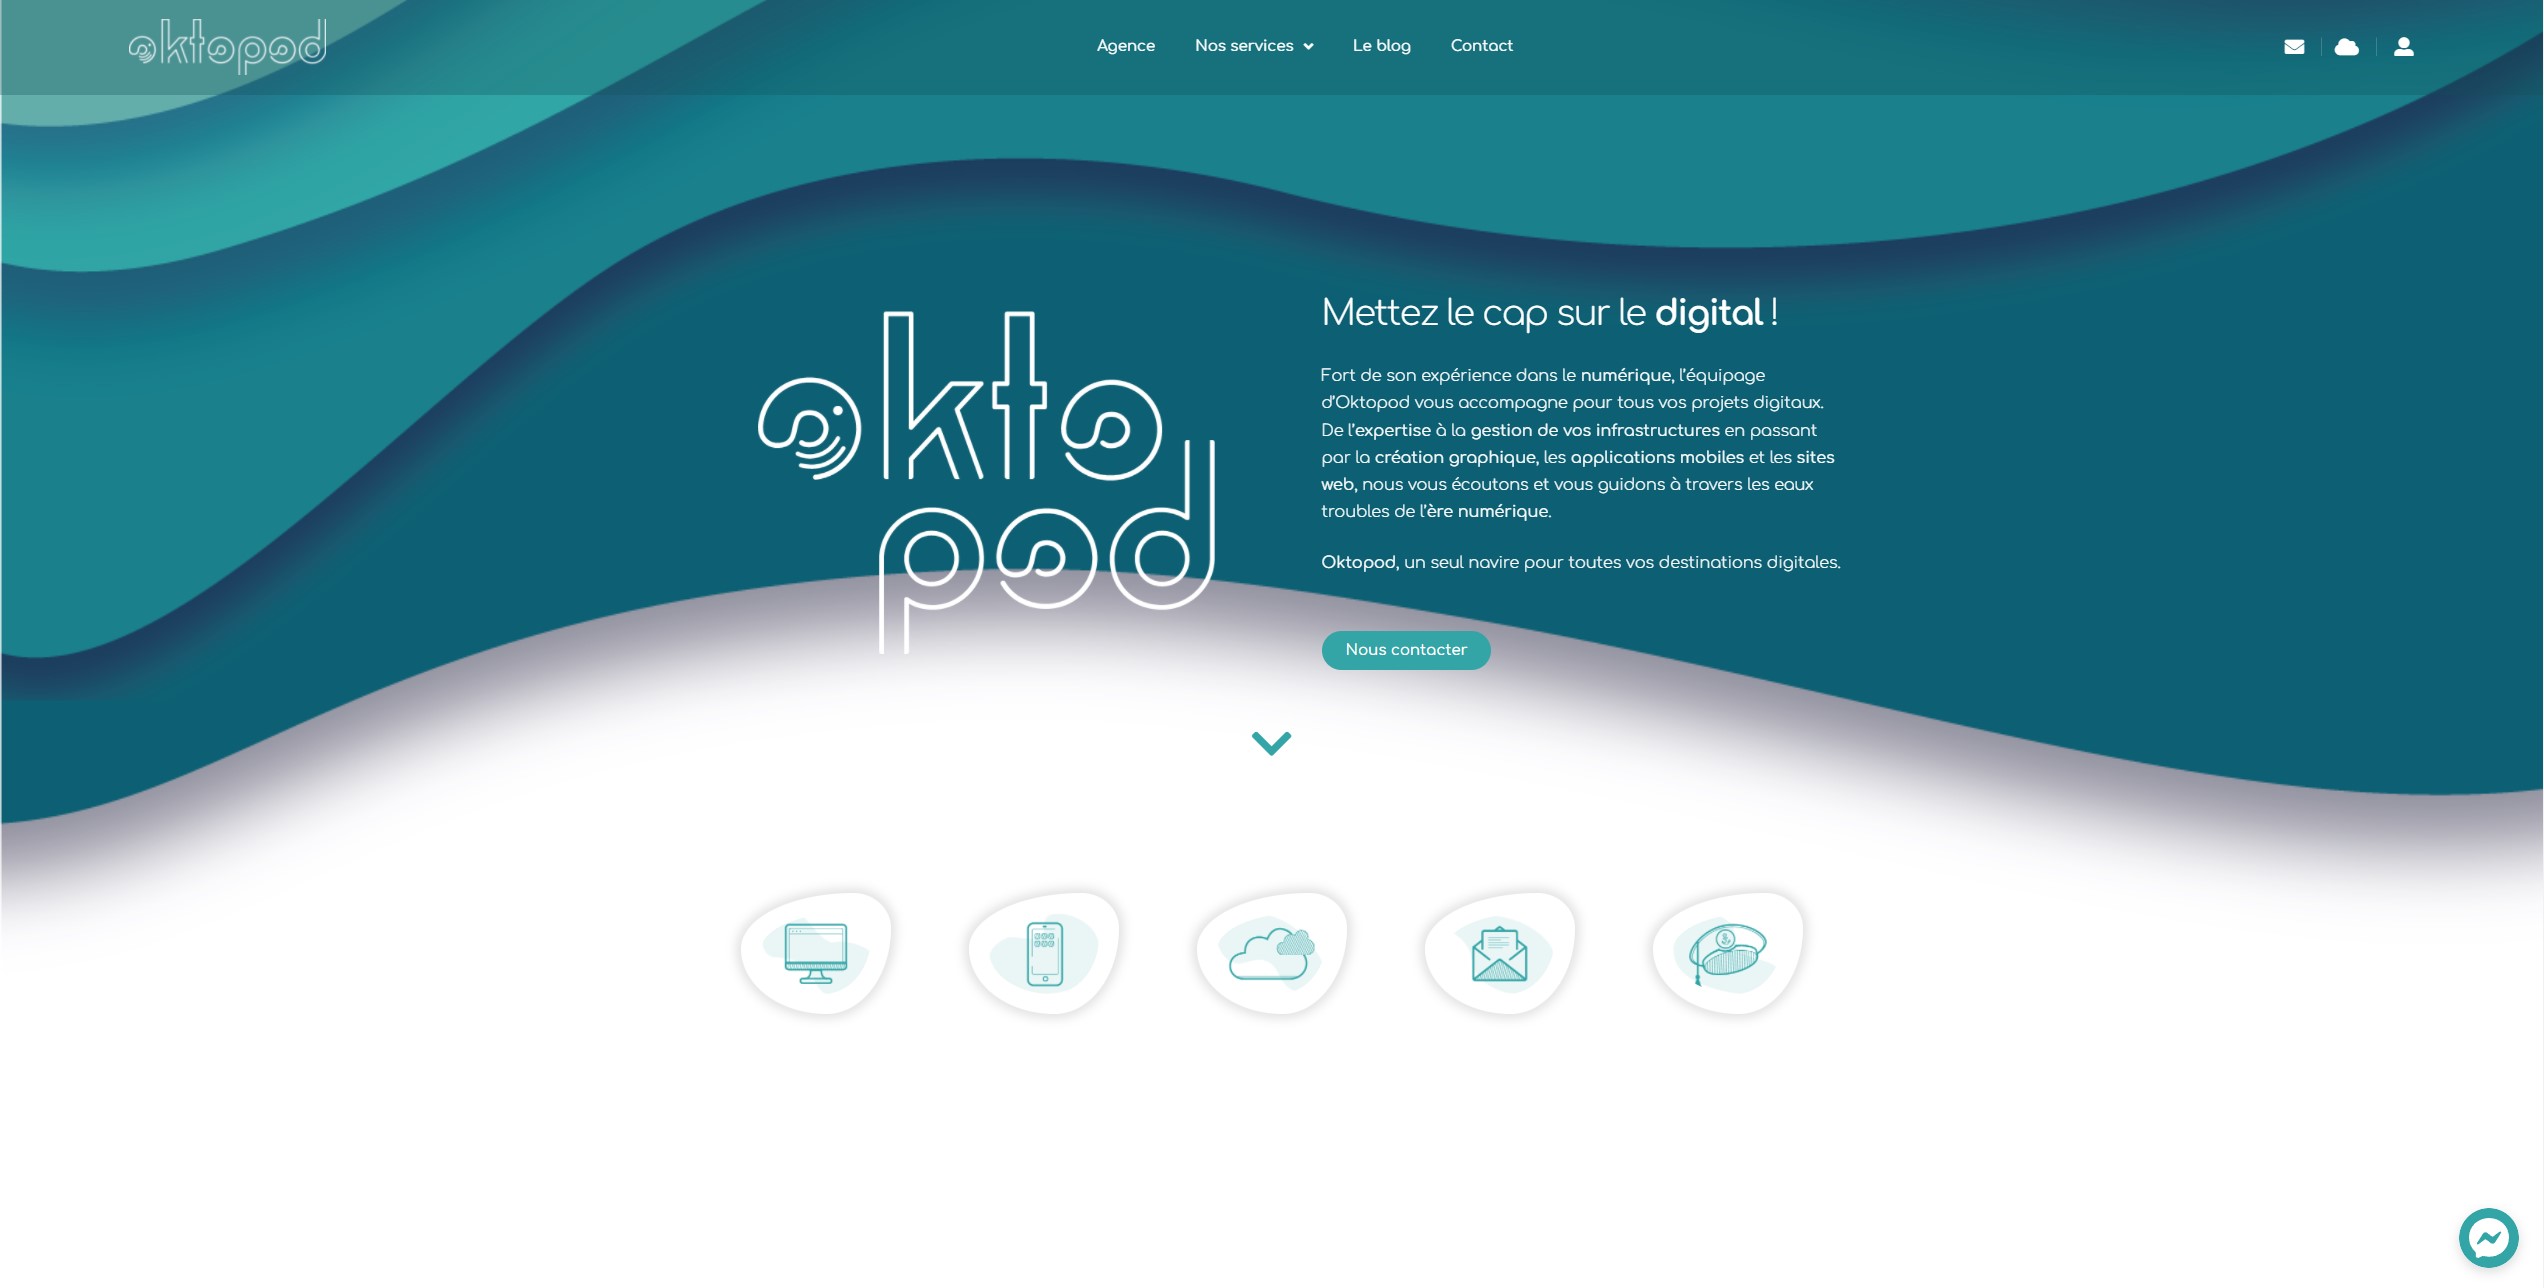 oktopod
Agence
Nos services
Le blog
Contact
okto
pod
Mettez le cap sur le digital !
Fort de son expérience dans le numérique, l’équipage
d’Oktopod vous accompagne pour tous vos projets digitaux.
De l’expertise à la gestion de vos infrastructures en passant
par la création graphique, les applications mobiles et les sites
web, nous vous écoutons et vous guidons à travers les eaux
troubles de l’ère numérique.
Oktopod, un seul navire pour toutes vos destinations digitales.
Nous contacter